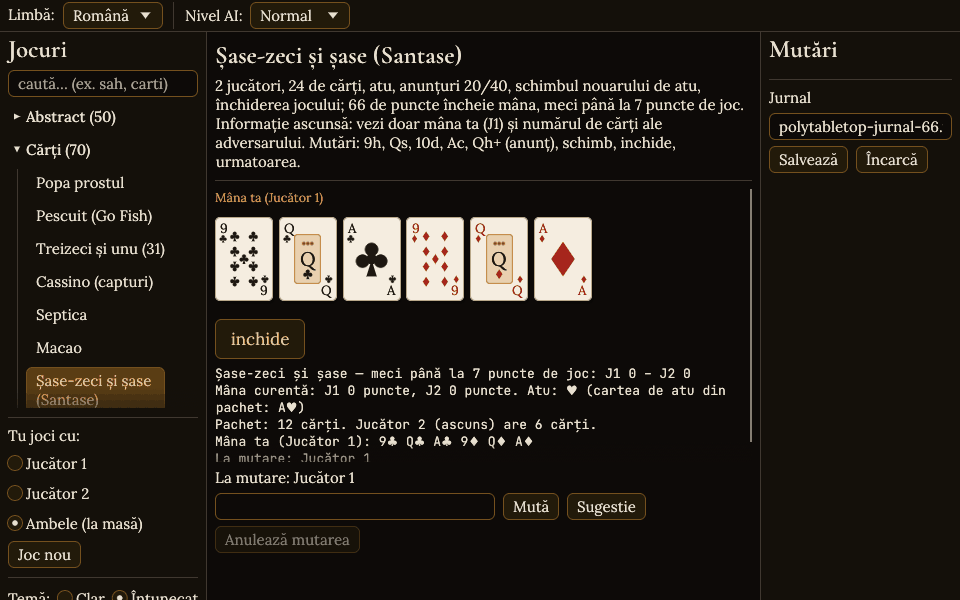 Limbă: Română ▼ Nivel AI: Normal ▼
Jocuri
caută... (ex. sah, carti)
▸ Abstract (50)
▾ Cărți (70)
Popa prostul
Pescuit (Go Fish)
Treizeci și unu (31)
Cassino (capturi)
Septica
Macao
Șase-zeci și șase
(Santase)
Tu joci cu:
Jucător 1
Jucător 2
Ambele (la masă)
Joc nou
Temă: Clar Întunecat
Șase-zeci și șase (Santase)
2 jucători, 24 de cărți, atu, anunțuri 20/40, schimbul nouarului de atu,
închiderea jocului; 66 de puncte încheie mâna, meci până la 7 puncte de joc.
Informație ascunsă: vezi doar mâna ta (J1) și numărul de cărți ale
adversarului. Mutări: 9h, Qs, 10d, Ac, Qh+ (anunț), schimb, inchide,
urmatoarea.
Mâna ta (Jucător 1)
9♣ 9♣ Q♣ Q♣ Q♣ A♣ A♣ 9♦ 9♦ Q♦ Q♦ Q♦ A♦ A♦
inchide
Șase-zeci și șase — meci până la 7 puncte de joc: J1 0 – J2 0
Mâna curentă: J1 0 puncte, J2 0 puncte. Atu: ♥ (cartea de atu din
pachet: A♥)
Pachet: 12 cărți. Jucător 2 (ascuns) are 6 cărți.
Mâna ta (Jucător 1): 9♣ Q♣ A♣ 9♦ Q♦ A♦
La mutare: Jucător 1
La mutare: Jucător 1
Mută Sugestie
Anulează mutarea
Mutări
Jurnal
polytabletop-jurnal-66.
Salvează Încarcă